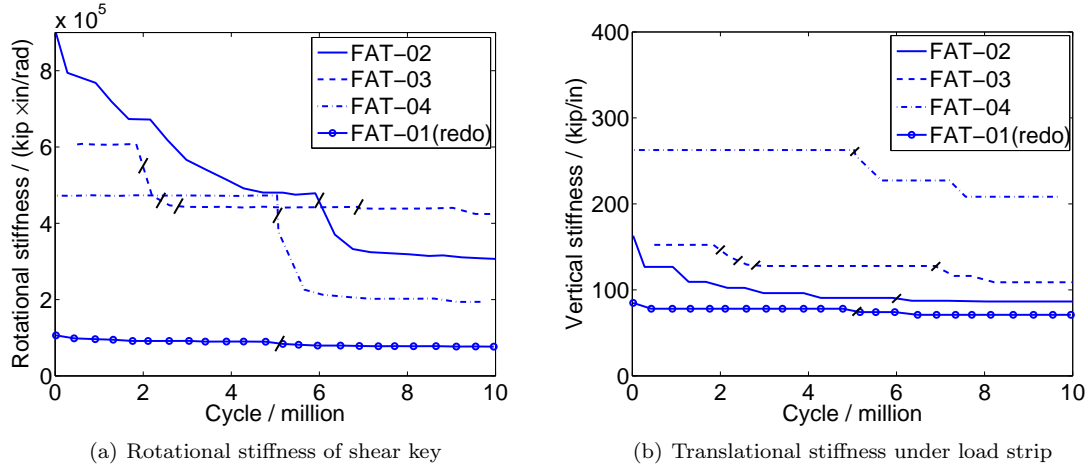 x 10^5
Rotational stiffness / (kip ×in/rad)
8
6
4
2
0
0 2 4 6 8 10
Cycle / million
FAT−02
FAT−03
FAT−04
FAT−01(redo)
(a) Rotational stiffness of shear key
Vertical stiffness / (kip/in)
400
300
200
100
0
0 2 4 6 8 10
Cycle / million
FAT−02
FAT−03
FAT−04
FAT−01(redo)
(b) Translational stiffness under load strip